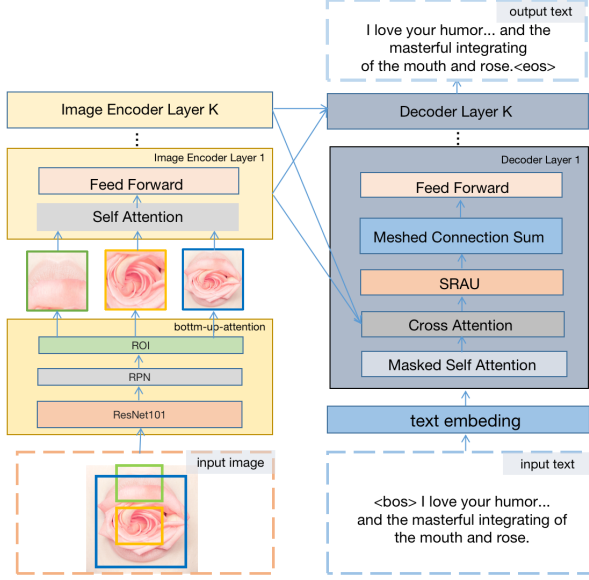 output text
I love your humor... and the
masterful integrating
of the mouth and rose.<eos>
Image Encoder Layer K
Decoder Layer K
...
...
Image Encoder Layer 1
Feed Forward
Self Attention
Decoder Layer 1
Feed Forward
Meshed Connection Sum
SRAU
Cross Attention
Masked Self Attention
bottm-up-attention
ROI
RPN
ResNet101
text embeding
input image
input text
<bos> I love your humor...
and the masterful integrating of
the mouth and rose.